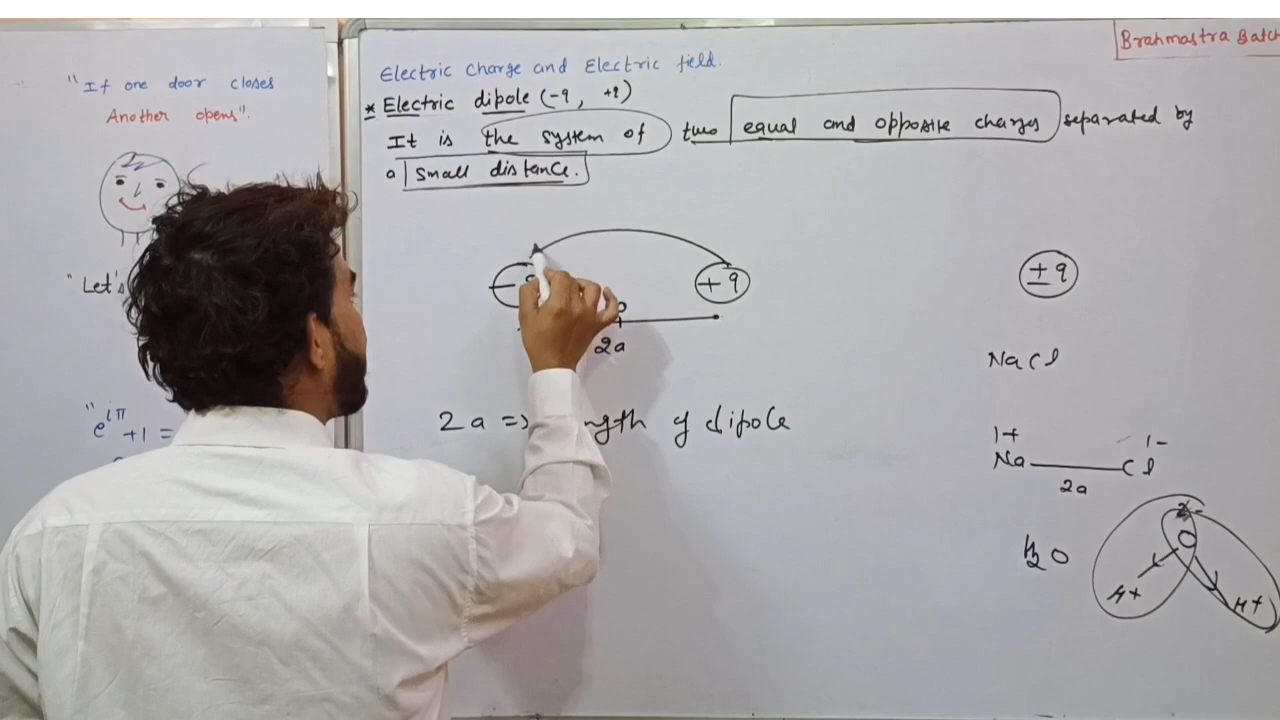 Brahmastra Batch
"If one door closes
Another opens".
"Let's
"e^iπ +1 =
Electric charge and Electric field.
* Electric dipole (-q, +q)
It is the system of two equal and opposite charges separated by
a small distance.
- +q
2a
2a => ngth of dipole
±q
NaCl
1+ 1-
Na Cl
2a
H2O
O
H+ H+